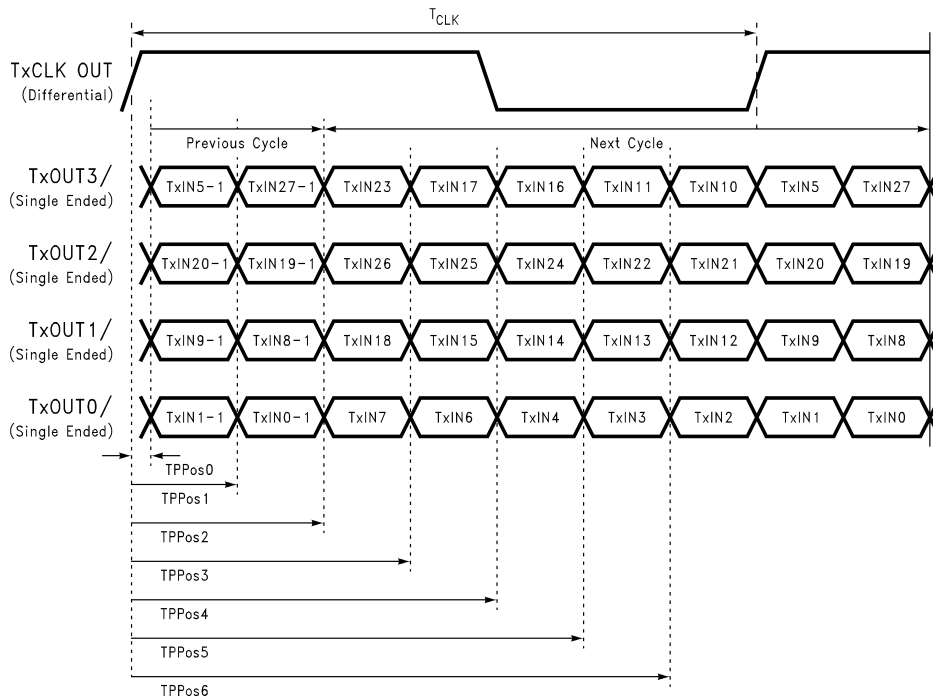 T_CLK
TxCLK OUT
(Differential)
Previous Cycle
Next Cycle
TxOUT3/
(Single Ended)
TxIN5-1 TxIN27-1 TxIN23 TxIN17 TxIN16 TxIN11 TxIN10 TxIN5 TxIN27
TxOUT2/
(Single Ended)
TxIN20-1 TxIN19-1 TxIN26 TxIN25 TxIN24 TxIN22 TxIN21 TxIN20 TxIN19
TxOUT1/
(Single Ended)
TxIN9-1 TxIN8-1 TxIN18 TxIN15 TxIN14 TxIN13 TxIN12 TxIN9 TxIN8
TxOUT0/
(Single Ended)
TxIN1-1 TxIN0-1 TxIN7 TxIN6 TxIN4 TxIN3 TxIN2 TxIN1 TxIN0
TPPos0
TPPos1
TPPos2
TPPos3
TPPos4
TPPos5
TPPos6